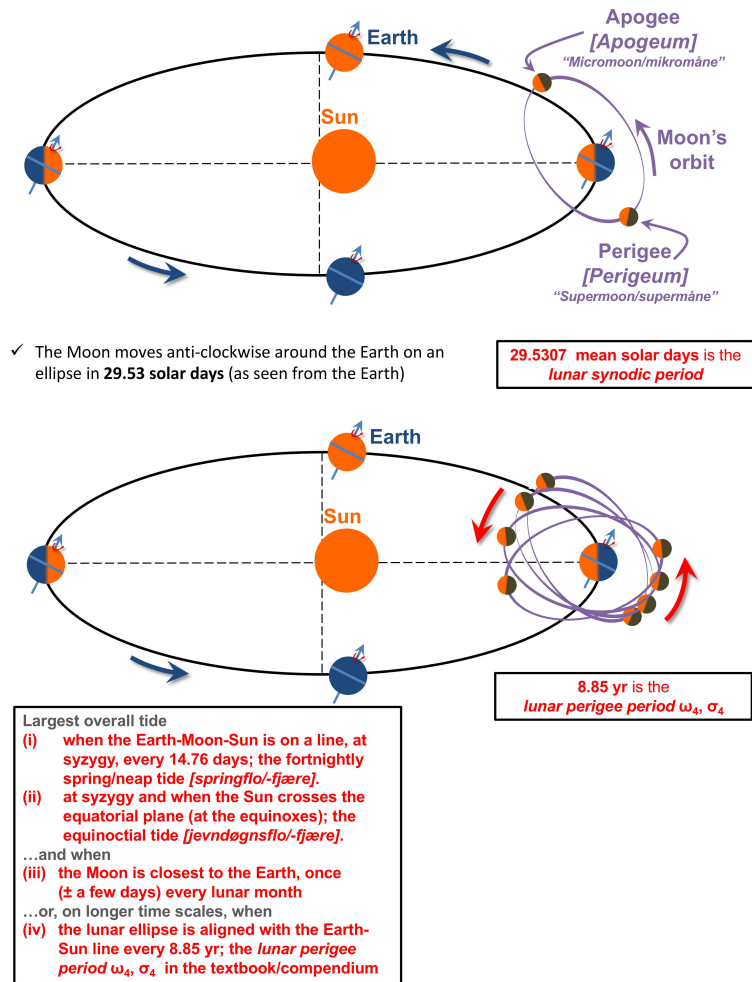 Apogee
[Apogeum]
“Micromoon/mikromåne”
Earth
Sun
Moon’s
orbit
Perigee
[Perigeum]
“Supermoon/supermåne”
✓ The Moon moves anti-clockwise around the Earth on an
ellipse in 29.53 solar days (as seen from the Earth)
29.5307 mean solar days is the
lunar synodic period
Earth
Sun
8.85 yr is the
lunar perigee period ω₄, σ₄
Largest overall tide
(i) when the Earth-Moon-Sun is on a line, at
syzygy, every 14.76 days; the fortnightly
spring/neap tide [springflo/-fjære].
(ii) at syzygy and when the Sun crosses the
equatorial plane (at the equinoxes); the
equinoctial tide [jevndøgnsflo/-fjære].
…and when
(iii) the Moon is closest to the Earth, once
(± a few days) every lunar month
…or, on longer time scales, when
(iv) the lunar ellipse is aligned with the Earth-
Sun line every 8.85 yr; the lunar perigee
period ω₄, σ₄ in the textbook/compendium